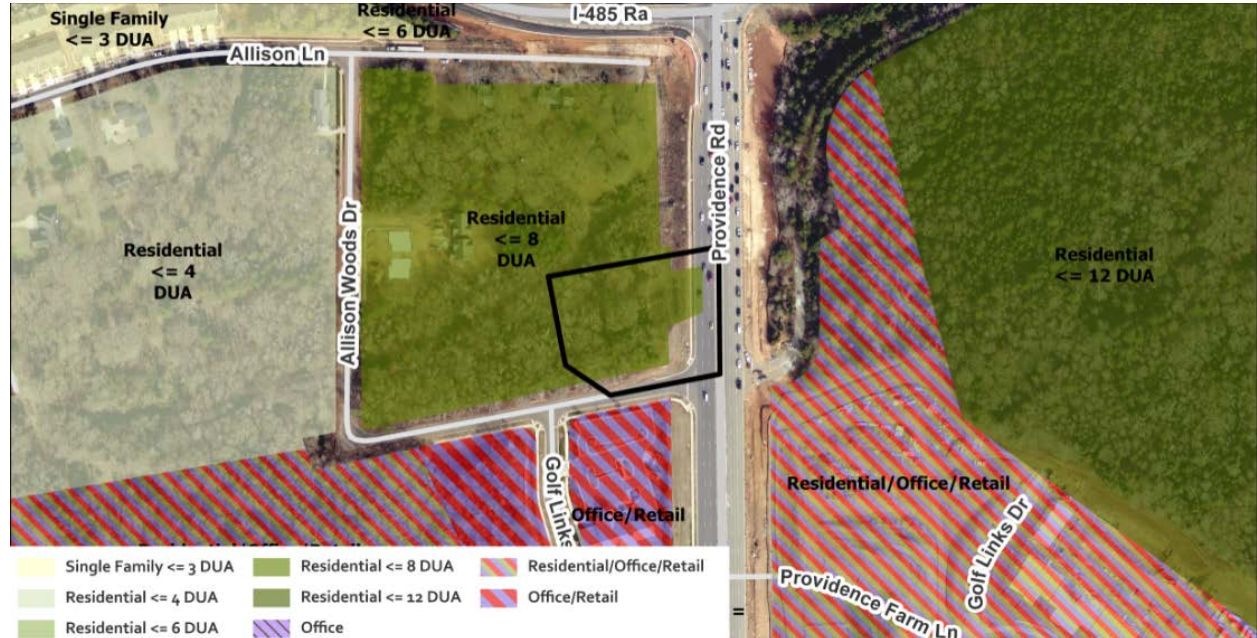 Single Family
<= 3 DUA
Residential
<= 6 DUA
I-485 Ra
Allison Ln
Providence Rd
Residential
<= 4
DUA
Allison Woods Dr
Residential
<= 8
DUA
Residential
<= 12 DUA
Golf Links
Office/Retail
Residential/Office/Retail
Golf Links Dr
Providence Farm Ln
=
Single Family <= 3 DUA
Residential <= 8 DUA
Residential/Office/Retail
Residential <= 4 DUA
Residential <= 12 DUA
Office/Retail
Residential <= 6 DUA
Office